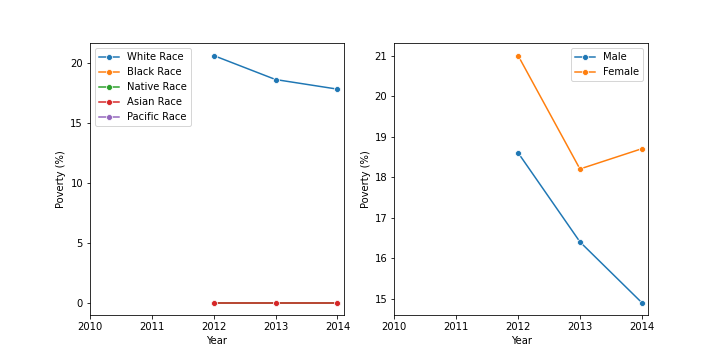 White Race
Black Race
Native Race
Asian Race
Pacific Race
20
15
10
5
0
Poverty (%)
2010 2011 2012 2013 2014
Year
Male
Female
21
20
19
18
17
16
15
Poverty (%)
2010 2011 2012 2013 2014
Year